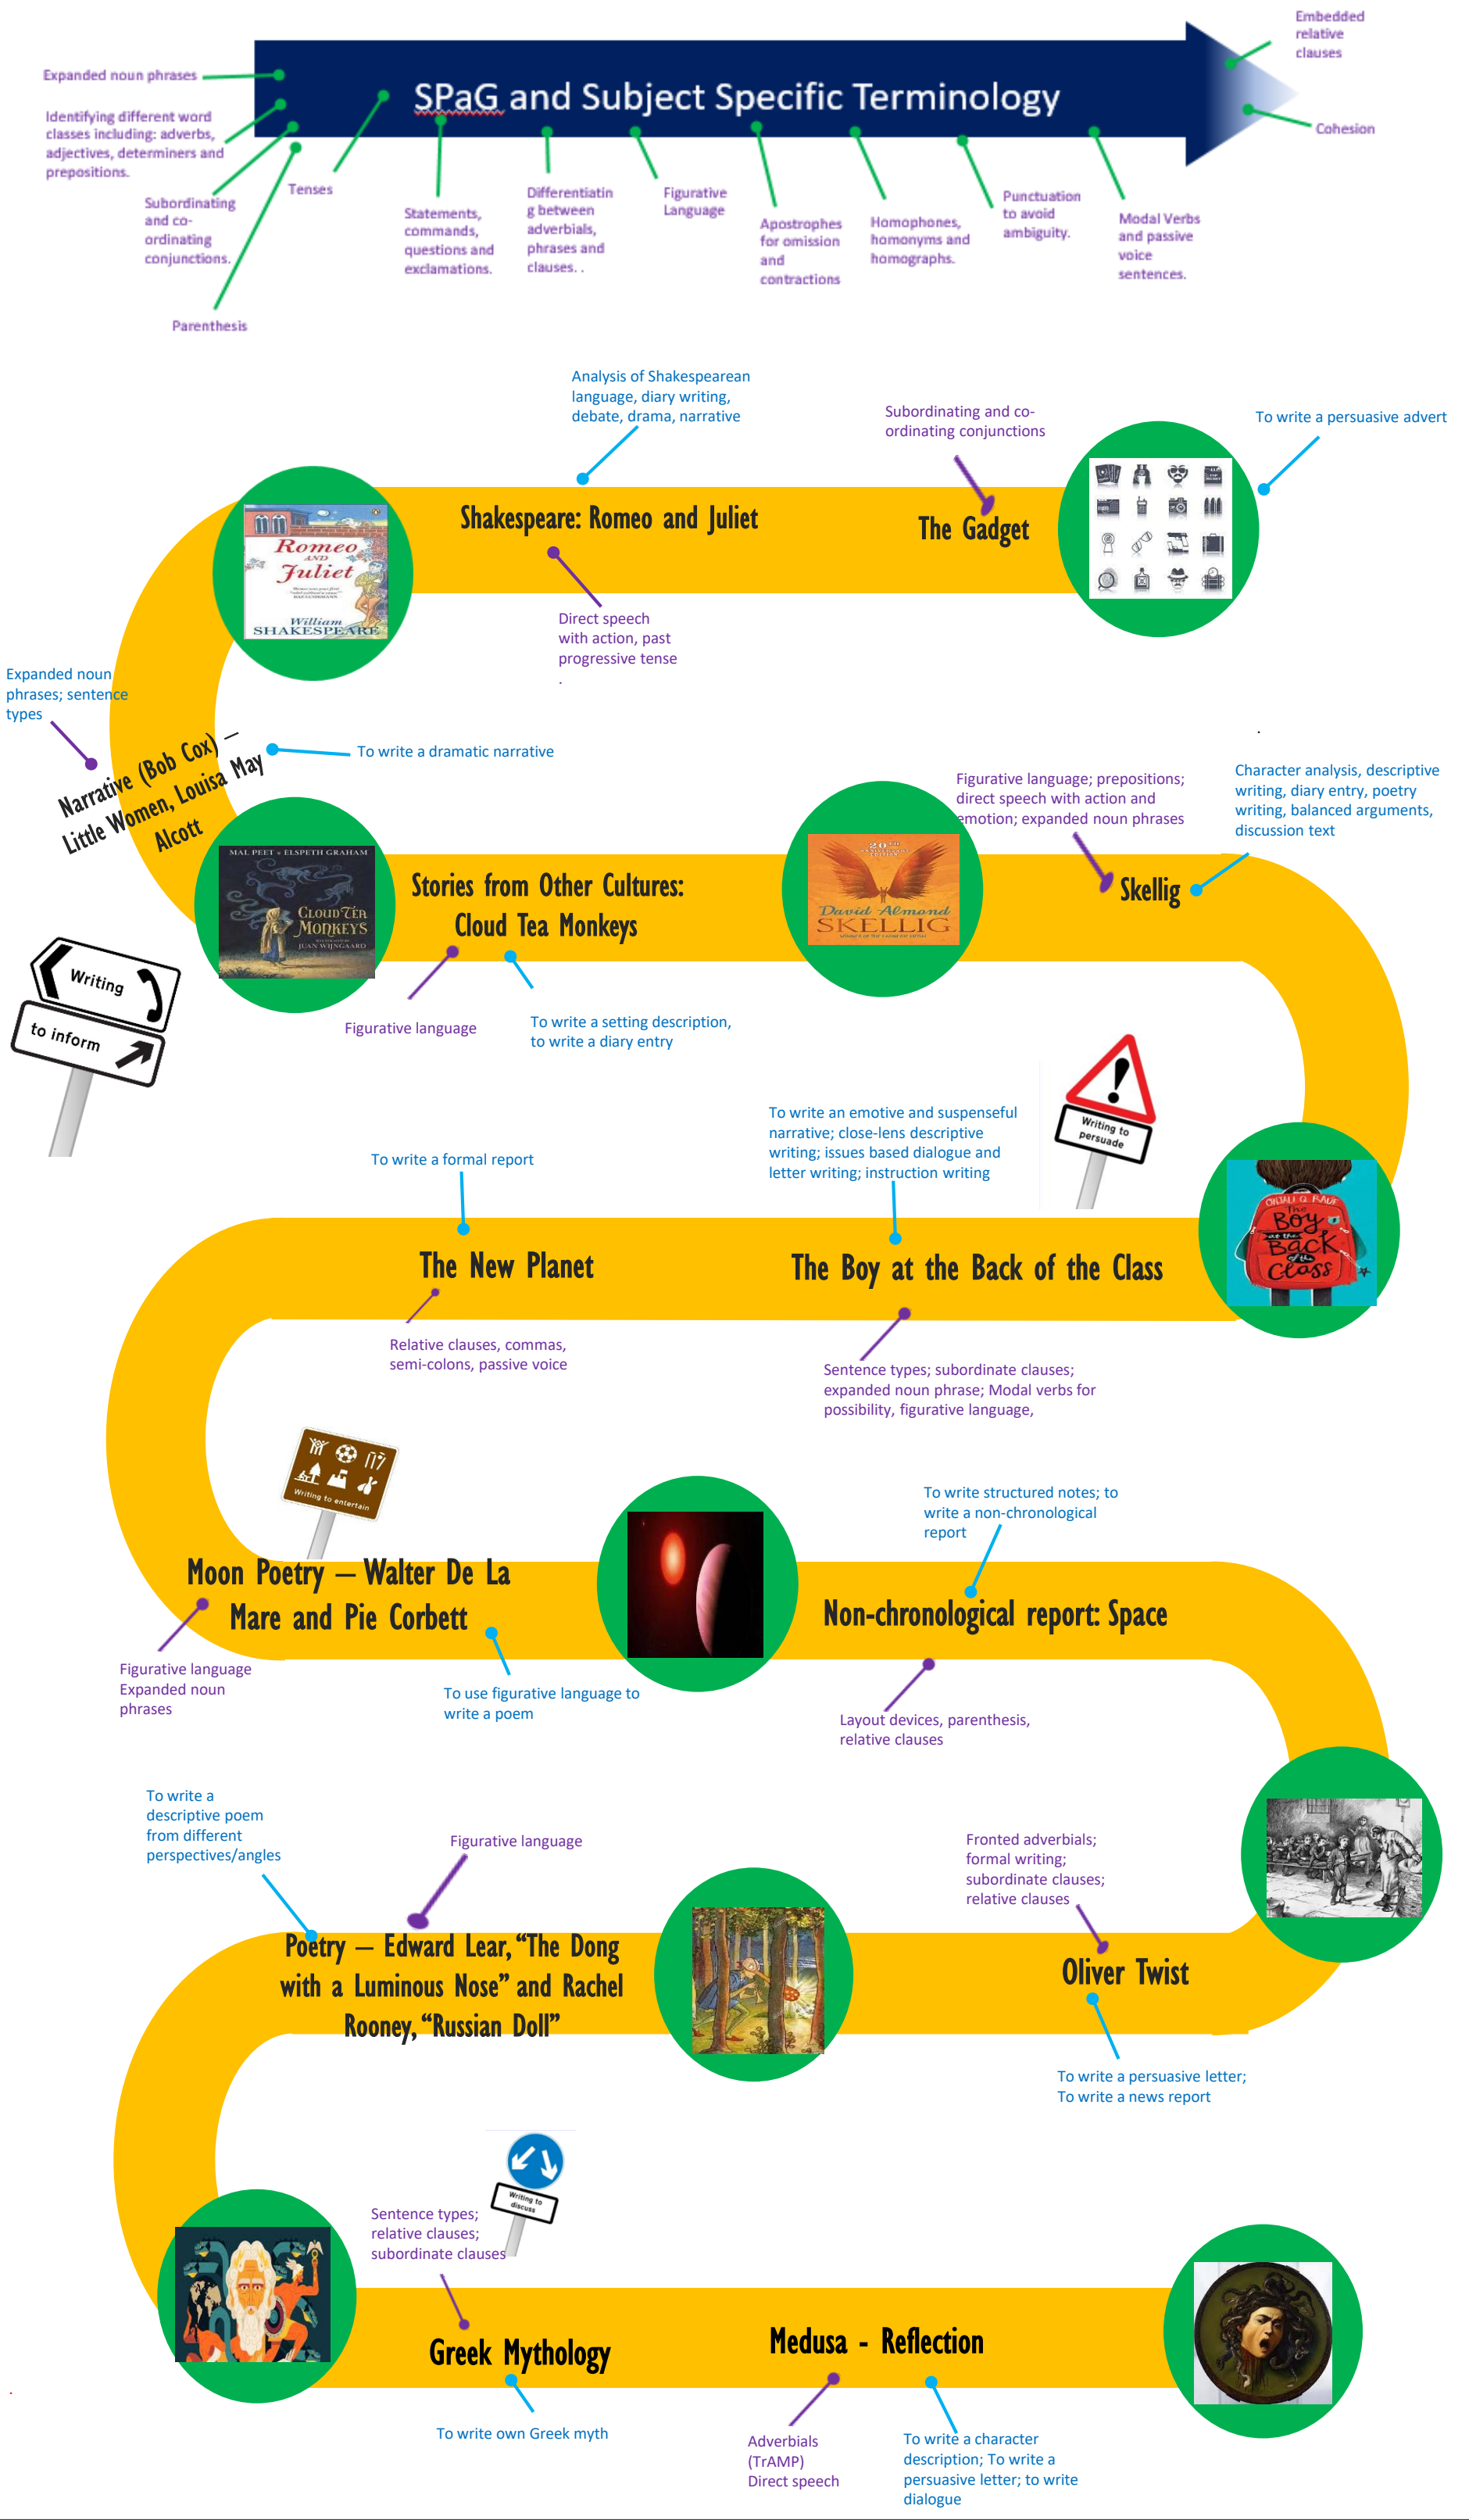 SPaG and Subject Specific Terminology
Embedded
relative
clauses
Cohesion
Expanded noun phrases
Identifying different word
classes including: adverbs,
adjectives, determiners and
prepositions.
Subordinating
and co-
ordinating
conjunctions.
Parenthesis
Tenses
Statements,
commands,
questions and
exclamations.
Differentiatin
g between
adverbials,
phrases and
clauses. .
Figurative
Language
Apostrophes
for omission
and
contractions
Homophones,
homonyms and
homographs.
Punctuation
to avoid
ambiguity.
Modal Verbs
and passive
voice
sentences.
Analysis of Shakespearean
language, diary writing,
debate, drama, narrative
Subordinating and co-
ordinating conjunctions
To write a persuasive advert
Romeo
AND
Juliet
William
SHAKESPEARE
Shakespeare: Romeo and Juliet
The Gadget
Direct speech
with action, past
progressive tense
.
Expanded noun
phrases; sentence
types
Narrative (Bob Cox) –
Little Women, Louisa May
Alcott
To write a dramatic narrative
Figurative language; prepositions;
direct speech with action and
emotion; expanded noun phrases
Character analysis, descriptive
writing, diary entry, poetry
writing, balanced arguments,
discussion text
MAL PEET • ELSPETH GRAHAM
CLOUD TEA
MONKEYS
JUAN WIJNGAARD
Stories from Other Cultures:
Cloud Tea Monkeys
20TH
ANNIVERSARY
EDITION
David Almond
SKELLIG
Skellig
Figurative language
To write a setting description,
to write a diary entry
Writing
to inform
To write an emotive and suspenseful
narrative; close-lens descriptive
writing; issues based dialogue and
letter writing; instruction writing
Writing to
persuade
To write a formal report
ONJALI Q. RAUF
The
Boy
at the
Back
of the
Class
The New Planet
The Boy at the Back of the Class
Relative clauses, commas,
semi-colons, passive voice
Sentence types; subordinate clauses;
expanded noun phrase; Modal verbs for
possibility, figurative language,
Writing to entertain
To write structured notes; to
write a non-chronological
report
Moon Poetry – Walter De La
Mare and Pie Corbett
Non-chronological report: Space
Figurative language
Expanded noun
phrases
To use figurative language to
write a poem
Layout devices, parenthesis,
relative clauses
To write a
descriptive poem
from different
perspectives/angles
Figurative language
Fronted adverbials;
formal writing;
subordinate clauses;
relative clauses
Poetry – Edward Lear, “The Dong
with a Luminous Nose” and Rachel
Rooney, “Russian Doll”
Oliver Twist
To write a persuasive letter;
To write a news report
Writing to
discuss
Sentence types;
relative clauses;
subordinate clauses
Greek Mythology
Medusa - Reflection
To write own Greek myth
Adverbials
(TrAMP)
Direct speech
To write a character
description; To write a
persuasive letter; to write
dialogue